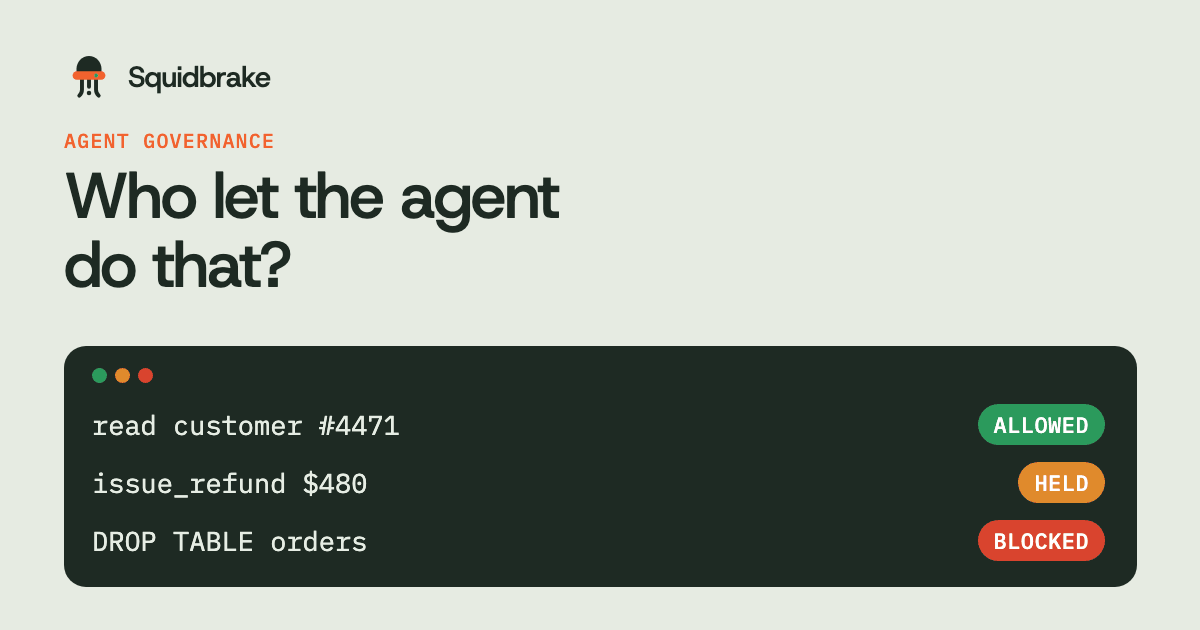 Squidbrake
AGENT GOVERNANCE
Who let the agent
do that?
read customer #4471 ALLOWED
issue_refund $480 HELD
DROP TABLE orders BLOCKED